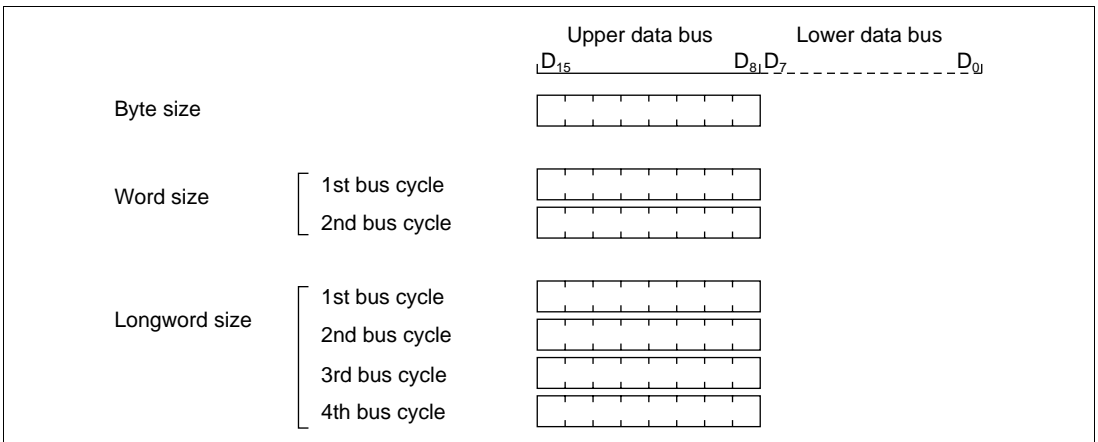 Upper data bus Lower data bus
D15 D8 D7 D0
Byte size
Word size
1st bus cycle
2nd bus cycle
Longword size
1st bus cycle
2nd bus cycle
3rd bus cycle
4th bus cycle